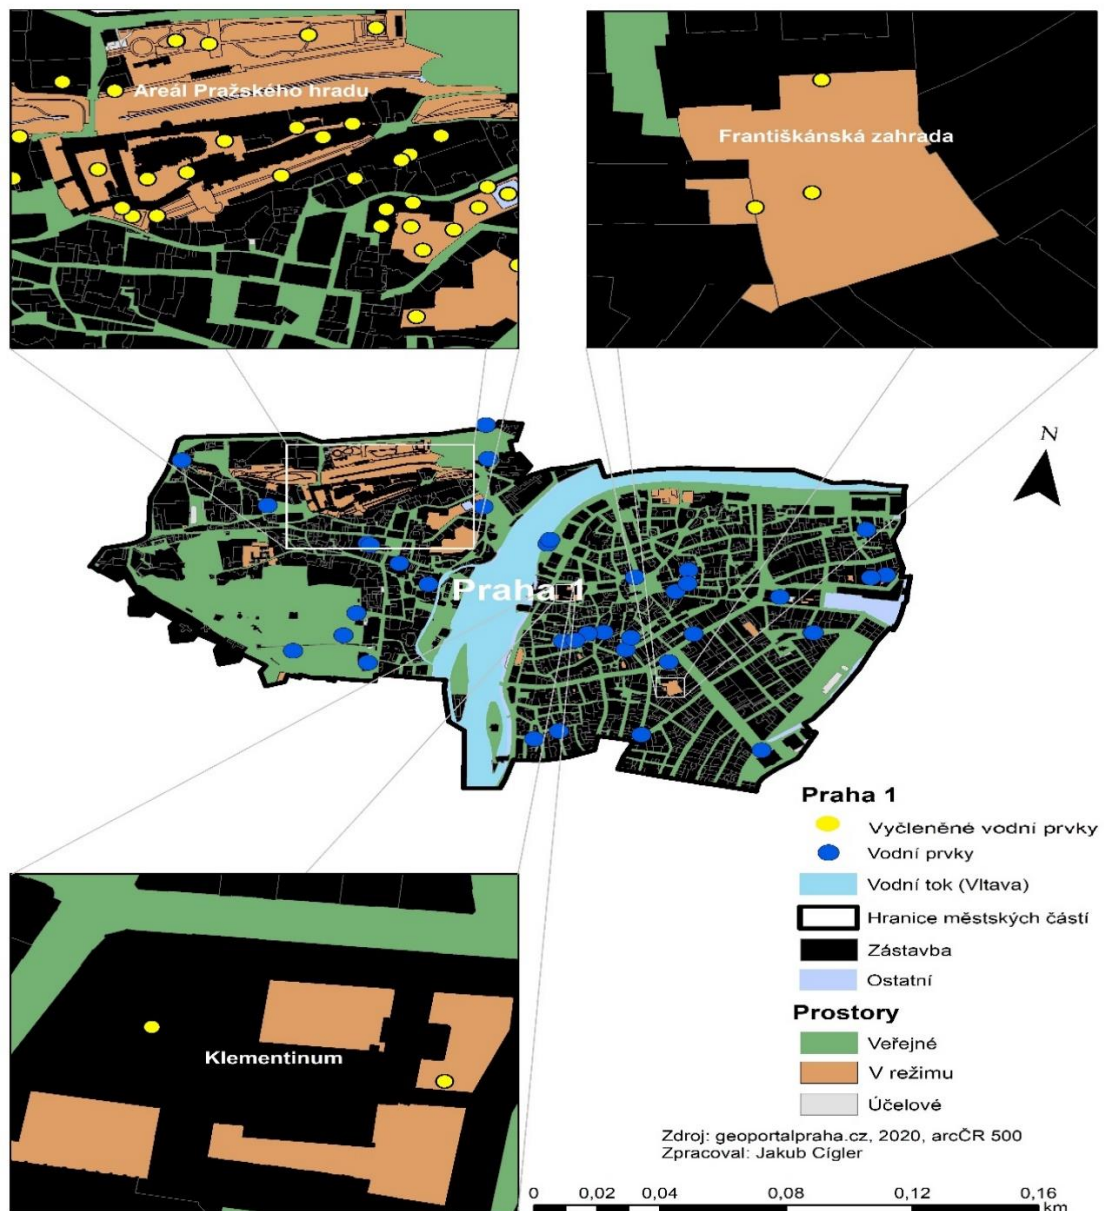 Areál Pražského hradu
Františkánská zahrada
N
Praha 1
Praha 1
Vyčleněné vodní prvky
Vodní prvky
Vodní tok (Vltava)
Hranice městských částí
Zástavba
Ostatní
Prostory
Veřejné
V režimu
Účelové
Klementinum
Zdroj: geoportalpraha.cz, 2020, arcČR 500
Zpracoval: Jakub Cígler
0 0,02 0,04 0,08 0,12 0,16
km